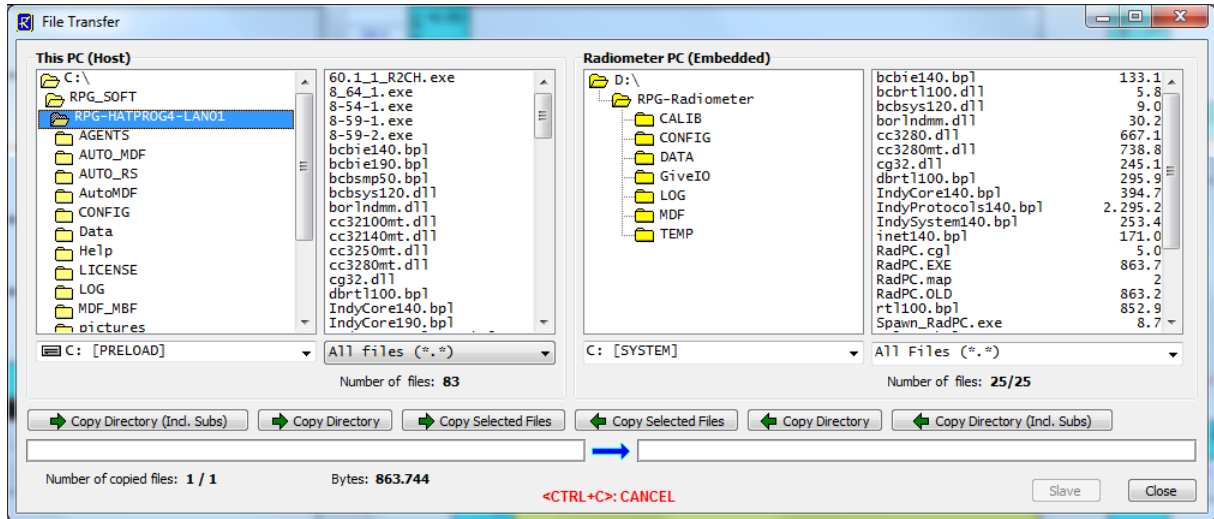 File Transfer
This PC (Host)
C:\
RPG_SOFT
RPG-HATPROG4-LAN01
AGENTS
AUTO_MDF
AUTO_RS
AutoMDF
CONFIG
Data
Help
LICENSE
LOG
MDF_MBF
pictures
60.1_1_R2CH.exe
8_64_1.exe
8-54-1.exe
8-59-1.exe
8-59-2.exe
bcbie140.bpl
bcbie190.bpl
bcbsmp50.bpl
bcbsys120.dll
borlndmm.dll
cc32100mt.dll
cc32140mt.dll
cc3250mt.dll
cc3280mt.dll
cg32.dll
dbrtl100.bpl
IndyCore140.bpl
IndyCore190.bpl
C: [PRELOAD]
All files (*.*)
Number of files: 83
Radiometer PC (Embedded)
D:\
RPG-Radiometer
CALIB
CONFIG
DATA
GiveIO
LOG
MDF
TEMP
bcbie140.bpl 133.1
bcbrtl100.dll 5.8
bcbsys120.dll 9.0
borlndmm.dll 30.2
cc3280.dll 667.1
cc3280mt.dll 738.8
cg32.dll 245.1
dbrtl100.bpl 295.9
IndyCore140.bpl 394.7
IndyProtocols140.bpl 2.295.2
IndySystem140.bpl 253.4
inet140.bpl 171.0
RadPC.cgl 5.0
RadPC.EXE 863.7
RadPC.map 2
RadPC.OLD 863.2
rtl100.bpl 852.9
Spawn_RadPC.exe 8.7
C: [SYSTEM]
All Files (*.*)
Number of files: 25/25
Copy Directory (Incl. Subs)
Copy Directory
Copy Selected Files
Copy Selected Files
Copy Directory
Copy Directory (Incl. Subs)
Number of copied files: 1 / 1
Bytes: 863.744
<CTRL+C>: CANCEL
Slave
Close